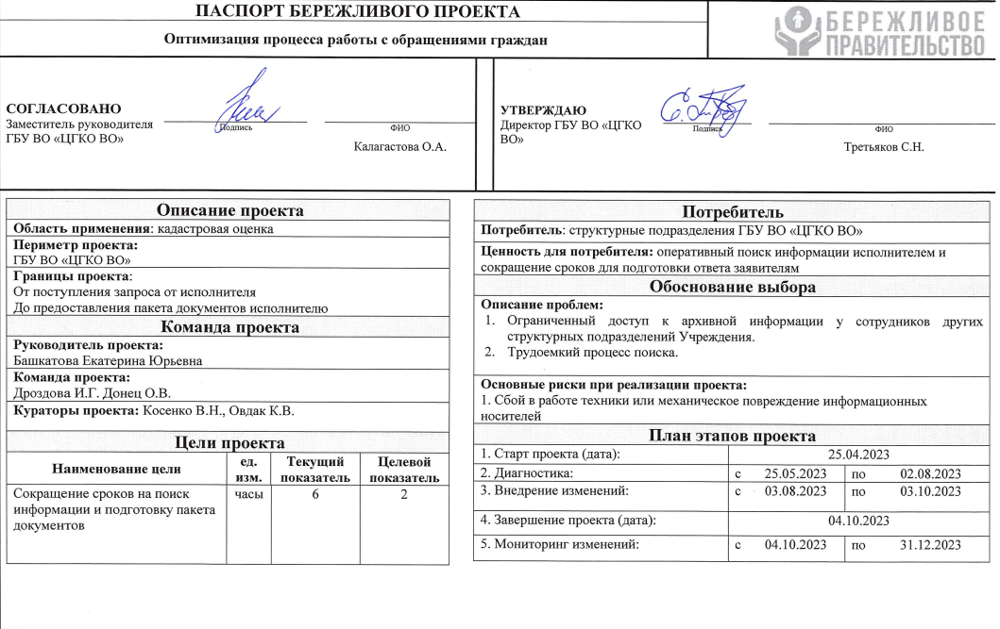 ПАСПОРТ БЕРЕЖЛИВОГО ПРОЕКТА
Оптимизация процесса работы с обращениями граждан
БЕРЕЖЛИВОЕ
ПРАВИТЕЛЬСТВО
СОГЛАСОВАНО
Заместитель руководителя
ГБУ ВО «ЦГКО ВО»
Подпись
ФИО
Калагастова О.А.
УТВЕРЖДАЮ
Директор ГБУ ВО «ЦГКО
ВО»
Подпись
ФИО
Третьяков С.Н.
Описание проекта
Область применения: кадастровая оценка
Периметр проекта:
ГБУ ВО «ЦГКО ВО»
Границы проекта:
От поступления запроса от исполнителя
До предоставления пакета документов исполнителю
Команда проекта
Руководитель проекта:
Башкатова Екатерина Юрьевна
Команда проекта:
Дроздова И.Г. Донец О.В.
Кураторы проекта: Косенко В.Н., Овдак К.В.
Цели проекта
Наименование цели
ед.
изм.
Текущий
показатель
Целевой
показатель
Сокращение сроков на поиск
информации и подготовку пакета
документов
часы
6
2
Потребитель
Потребитель: структурные подразделения ГБУ ВО «ЦГКО ВО»
Ценность для потребителя: оперативный поиск информации исполнителем и
сокращение сроков для подготовки ответа заявителям
Обоснование выбора
Описание проблем:
1. Ограниченный доступ к архивной информации у сотрудников других
структурных подразделений Учреждения.
2. Трудоемкий процесс поиска.
Основные риски при реализации проекта:
1. Сбой в работе техники или механическое повреждение информационных
носителей
План этапов проекта
1. Старт проекта (дата): 25.04.2023
2. Диагностика: с 25.05.2023 по 02.08.2023
3. Внедрение изменений: с 03.08.2023 по 03.10.2023
4. Завершение проекта (дата): 04.10.2023
5. Мониторинг изменений: с 04.10.2023 по 31.12.2023